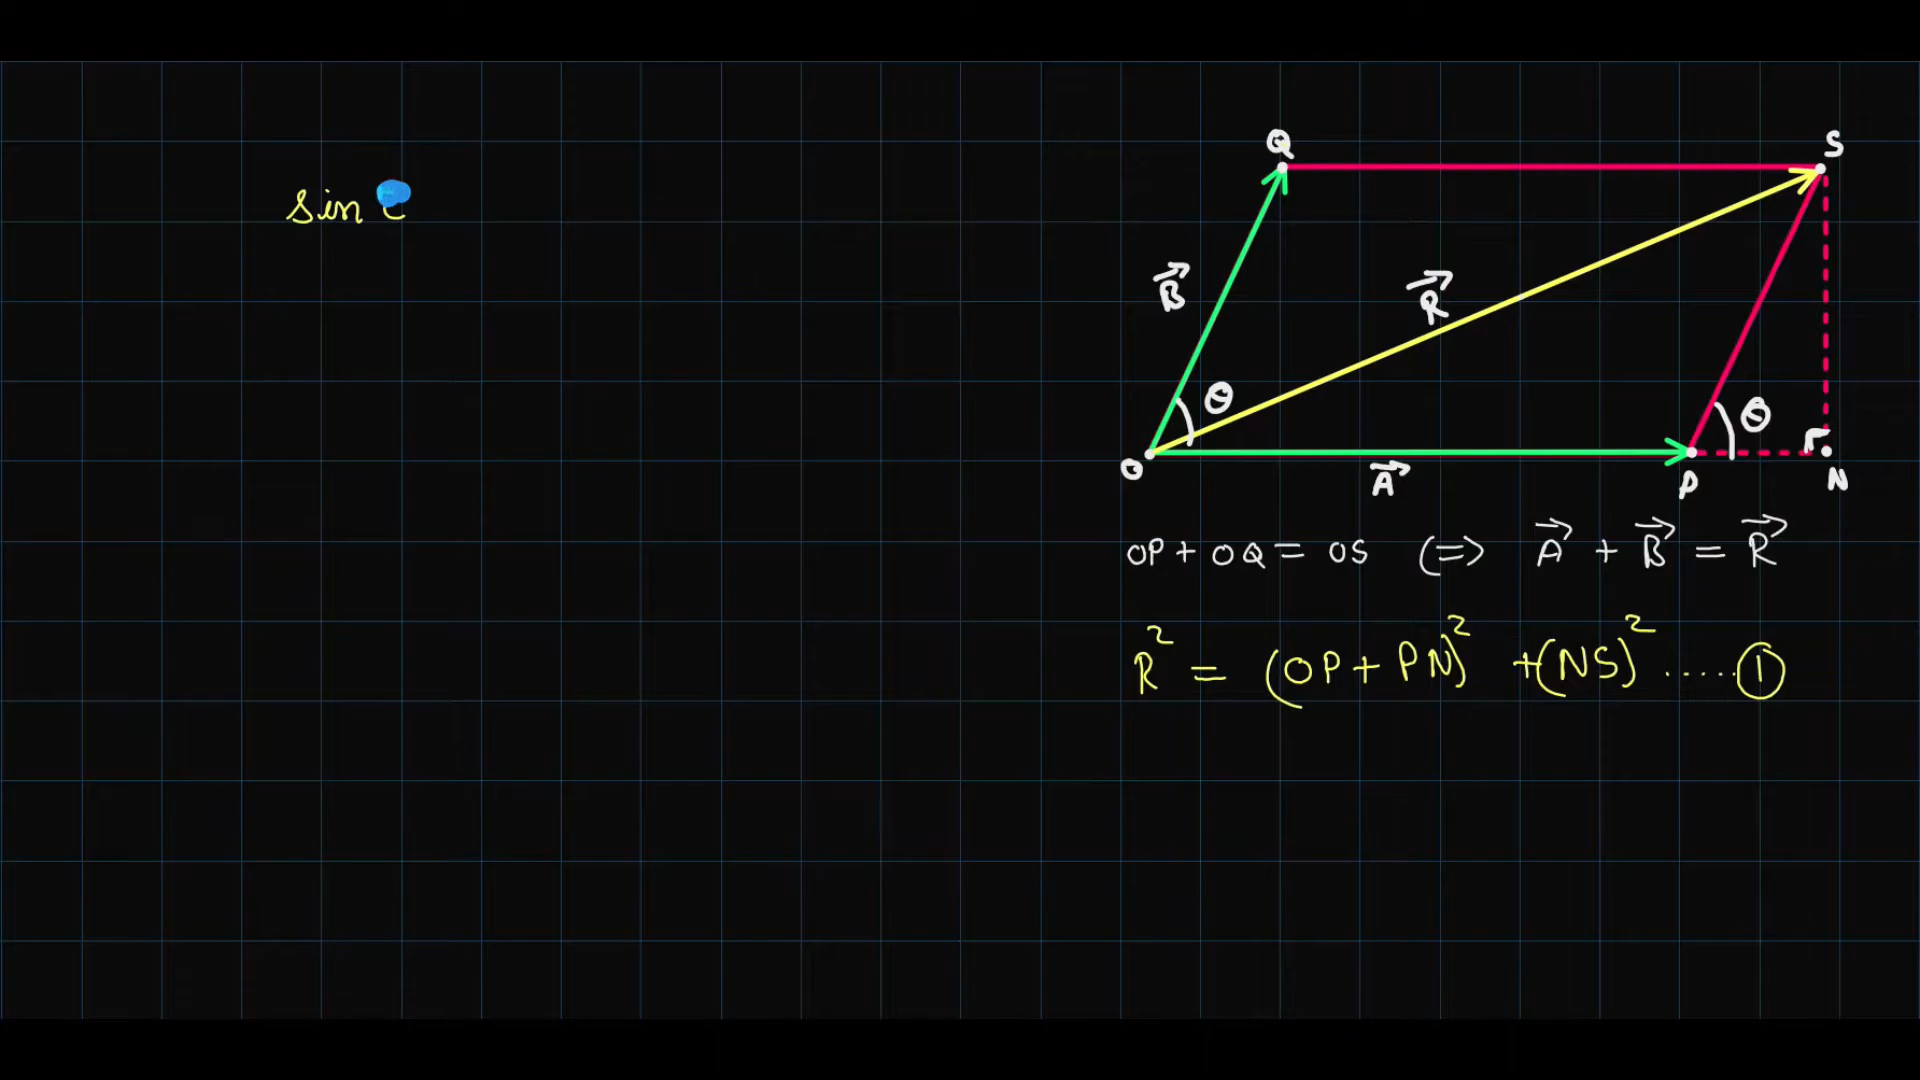 sin
Q
S
B⃗
R⃗
θ
θ
O
A⃗
P
N
OP + OQ = OS (=> A⃗ + B⃗ = R⃗
R² = (OP + PN)² + (NS)² ..... ①